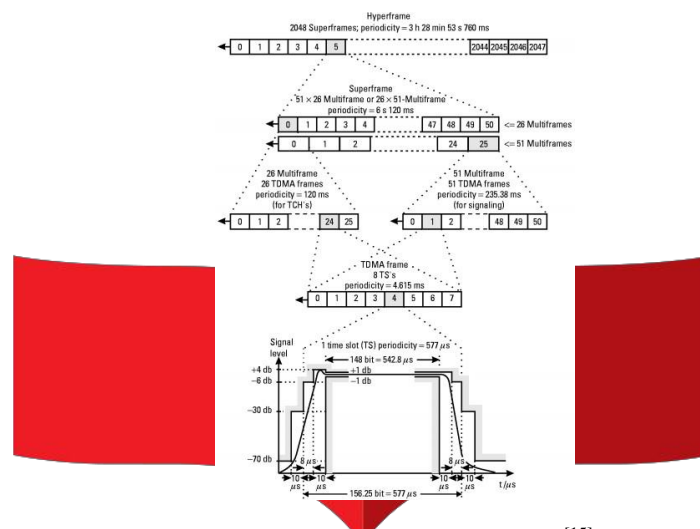 Hyperframe
2048 Superframes; periodicity = 3 h 28 min 53 s 760 ms
0 1 2 3 4 5 2044 2045 2046 2047
Superframe
51 × 26 Multiframe or 26 × 51-Multiframe
periodicity = 6 s 120 ms
0 1 2 3 4 47 48 49 50 <= 26 Multiframes
0 1 2 24 25 <= 51 Multiframes
26 Multiframe
26 TDMA frames
periodicity = 120 ms
(for TCH's)
51 Multiframe
51 TDMA frames
periodicity = 235.38 ms
(for signaling)
0 1 2 24 25
0 1 2 48 49 50
TDMA frame
8 TS's
periodicity = 4.615 ms
0 1 2 3 4 5 6 7
Signal
level
1 time slot (TS) periodicity = 577 µs
148 bit = 542.8 µs
+4 db
+1 db
−6 db
−1 db
−30 db
−70 db
8 µs
8 µs
10 µs
10 µs
10 µs
10 µs
t/µs
156.25 bit = 577 µs